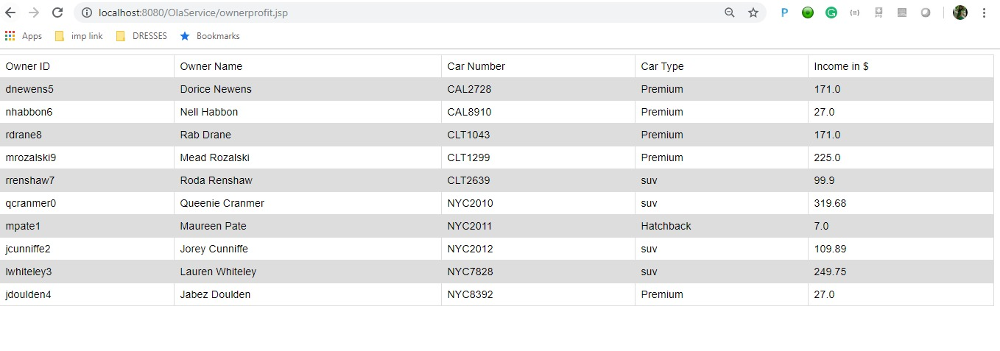 localhost:8080/OlaService/ownerprofit.jsp
Apps imp link DRESSES Bookmarks
Owner ID Owner Name Car Number Car Type Income in $
dnewens5 Dorice Newens CAL2728 Premium 171.0
nhabbon6 Nell Habbon CAL8910 Premium 27.0
rdrane8 Rab Drane CLT1043 Premium 171.0
mrozalski9 Mead Rozalski CLT1299 Premium 225.0
rrenshaw7 Roda Renshaw CLT2639 suv 99.9
qcranmer0 Queenie Cranmer NYC2010 suv 319.68
mpate1 Maureen Pate NYC2011 Hatchback 7.0
jcunniffe2 Jorey Cunniffe NYC2012 suv 109.89
lwhiteley3 Lauren Whiteley NYC7828 suv 249.75
jdoulden4 Jabez Doulden NYC8392 Premium 27.0